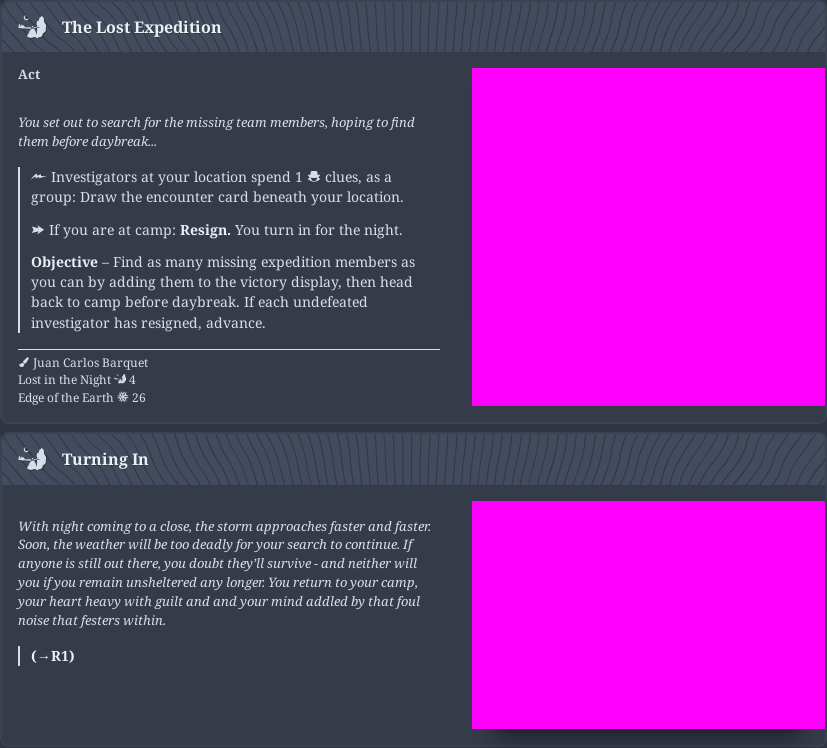 The Lost Expedition
Act
You set out to search for the missing team members, hoping to find
them before daybreak...
Investigators at your location spend 1 clues, as a
group: Draw the encounter card beneath your location.
If you are at camp: Resign. You turn in for the night.
Objective – Find as many missing expedition members as
you can by adding them to the victory display, then head
back to camp before daybreak. If each undefeated
investigator has resigned, advance.
Juan Carlos Barquet
Lost in the Night 4
Edge of the Earth 26
Turning In
With night coming to a close, the storm approaches faster and faster.
Soon, the weather will be too deadly for your search to continue. If
anyone is still out there, you doubt they’ll survive - and neither will
you if you remain unsheltered any longer. You return to your camp,
your heart heavy with guilt and and your mind addled by that foul
noise that festers within.
(→R1)